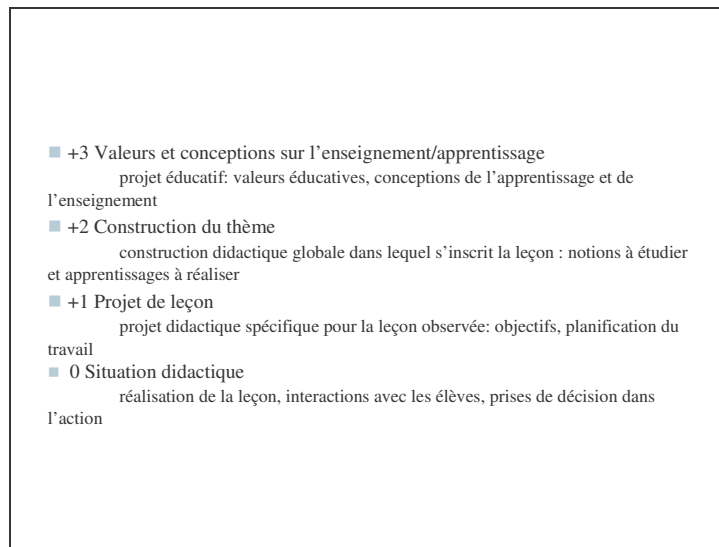 +3 Valeurs et conceptions sur l’enseignement/apprentissage
projet éducatif: valeurs éducatives, conceptions de l’apprentissage et de
l’enseignement
+2 Construction du thème
construction didactique globale dans lequel s’inscrit la leçon : notions à étudier
et apprentissages à réaliser
+1 Projet de leçon
projet didactique spécifique pour la leçon observée: objectifs, planification du
travail
0 Situation didactique
réalisation de la leçon, interactions avec les élèves, prises de décision dans
l’action